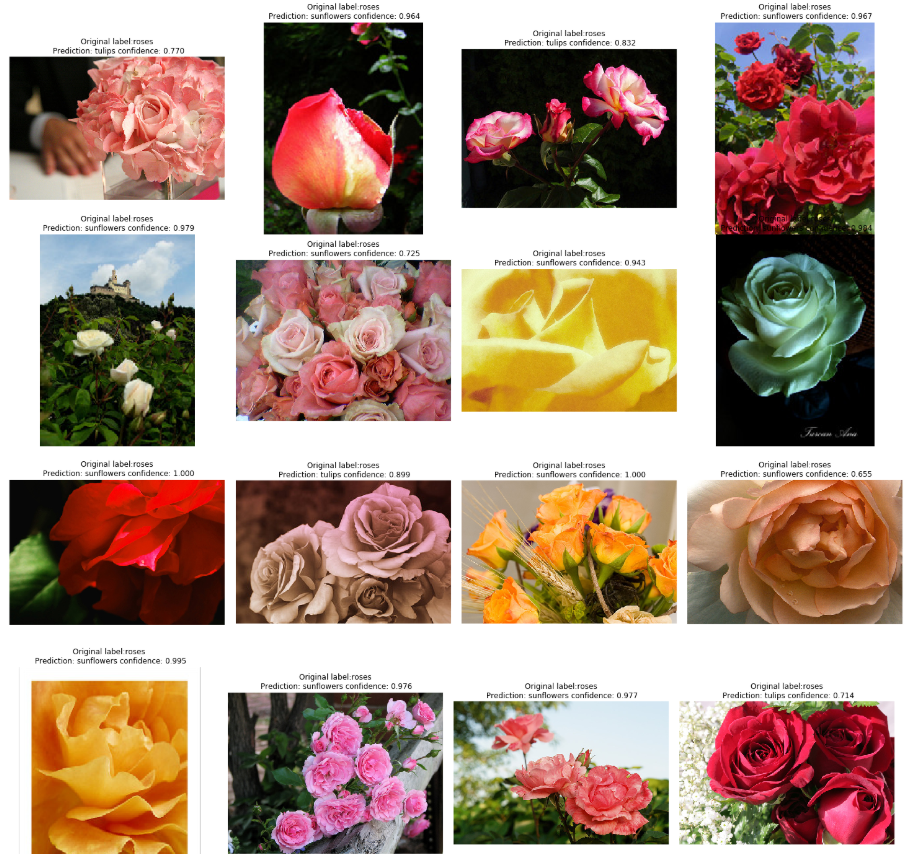 Original label:roses
Prediction: tulips confidence: 0.770
Original label:roses
Prediction: sunflowers confidence: 0.964
Original label:roses
Prediction: tulips confidence: 0.832
Original label:roses
Prediction: sunflowers confidence: 0.967
Original label:roses
Prediction: sunflowers confidence: 0.979
Original label:roses
Prediction: sunflowers confidence: 0.725
Original label:roses
Prediction: sunflowers confidence: 0.943
Original label:roses
Prediction: sunflowers confidence: 1.000
Original label:roses
Prediction: tulips confidence: 0.899
Original label:roses
Prediction: sunflowers confidence: 1.000
Original label:roses
Prediction: sunflowers confidence: 0.655
Original label:roses
Prediction: sunflowers confidence: 0.995
Original label:roses
Prediction: sunflowers confidence: 0.976
Original label:roses
Prediction: sunflowers confidence: 0.977
Original label:roses
Prediction: tulips confidence: 0.714